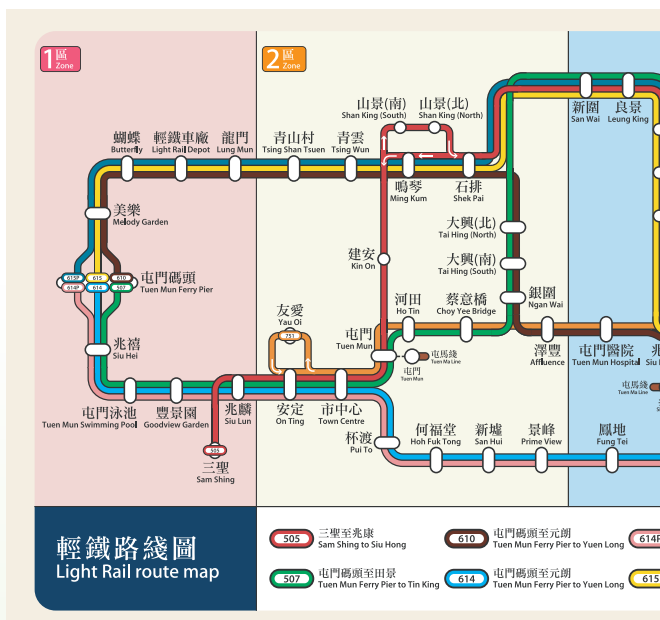 1區
Zone
2區
Zone
山景(南)
Shan King (South)
山景(北)
Shan King (North)
新圍
San Wai
良景
Leung King
蝴蝶
Butterfly
輕鐵車廠
Light Rail Depot
龍門
Lung Mun
青山村
Tsing Shan Tsuen
青雲
Tsing Wun
鳴琴
Ming Kum
石排
Shek Pai
美樂
Melody Garden
大興(北)
Tai Hing (North)
建安
Kin On
大興(南)
Tai Hing (South)
615P
615
610
614P
614
507
屯門碼頭
Tuen Mun Ferry Pier
銀圍
Ngan Wai
友愛
Yau Oi
751
河田
Ho Tin
蔡意橋
Choy Yee Bridge
兆禧
Siu Hei
屯門
Tuen Mun
屯馬綫
Tuen Ma Line
屯門
Tuen Mun
澤豐
Affluence
屯門醫院
Tuen Mun Hospital
兆
Siu
屯馬綫
Tuen Ma Line
屯門泳池
Tuen Mun Swimming Pool
豐景園
Goodview Garden
兆麟
Siu Lun
安定
On Ting
市中心
Town Centre
杯渡
Pui To
何福堂
Hoh Fuk Tong
新墟
San Hui
景峰
Prime View
鳳地
Fung Tei
505
三聖
Sam Shing
輕鐵路綫圖
Light Rail route map
505
三聖至兆康
Sam Shing to Siu Hong
610
屯門碼頭至元朗
Tuen Mun Ferry Pier to Yuen Long
614P
507
屯門碼頭至田景
Tuen Mun Ferry Pier to Tin King
614
屯門碼頭至元朗
Tuen Mun Ferry Pier to Yuen Long
615